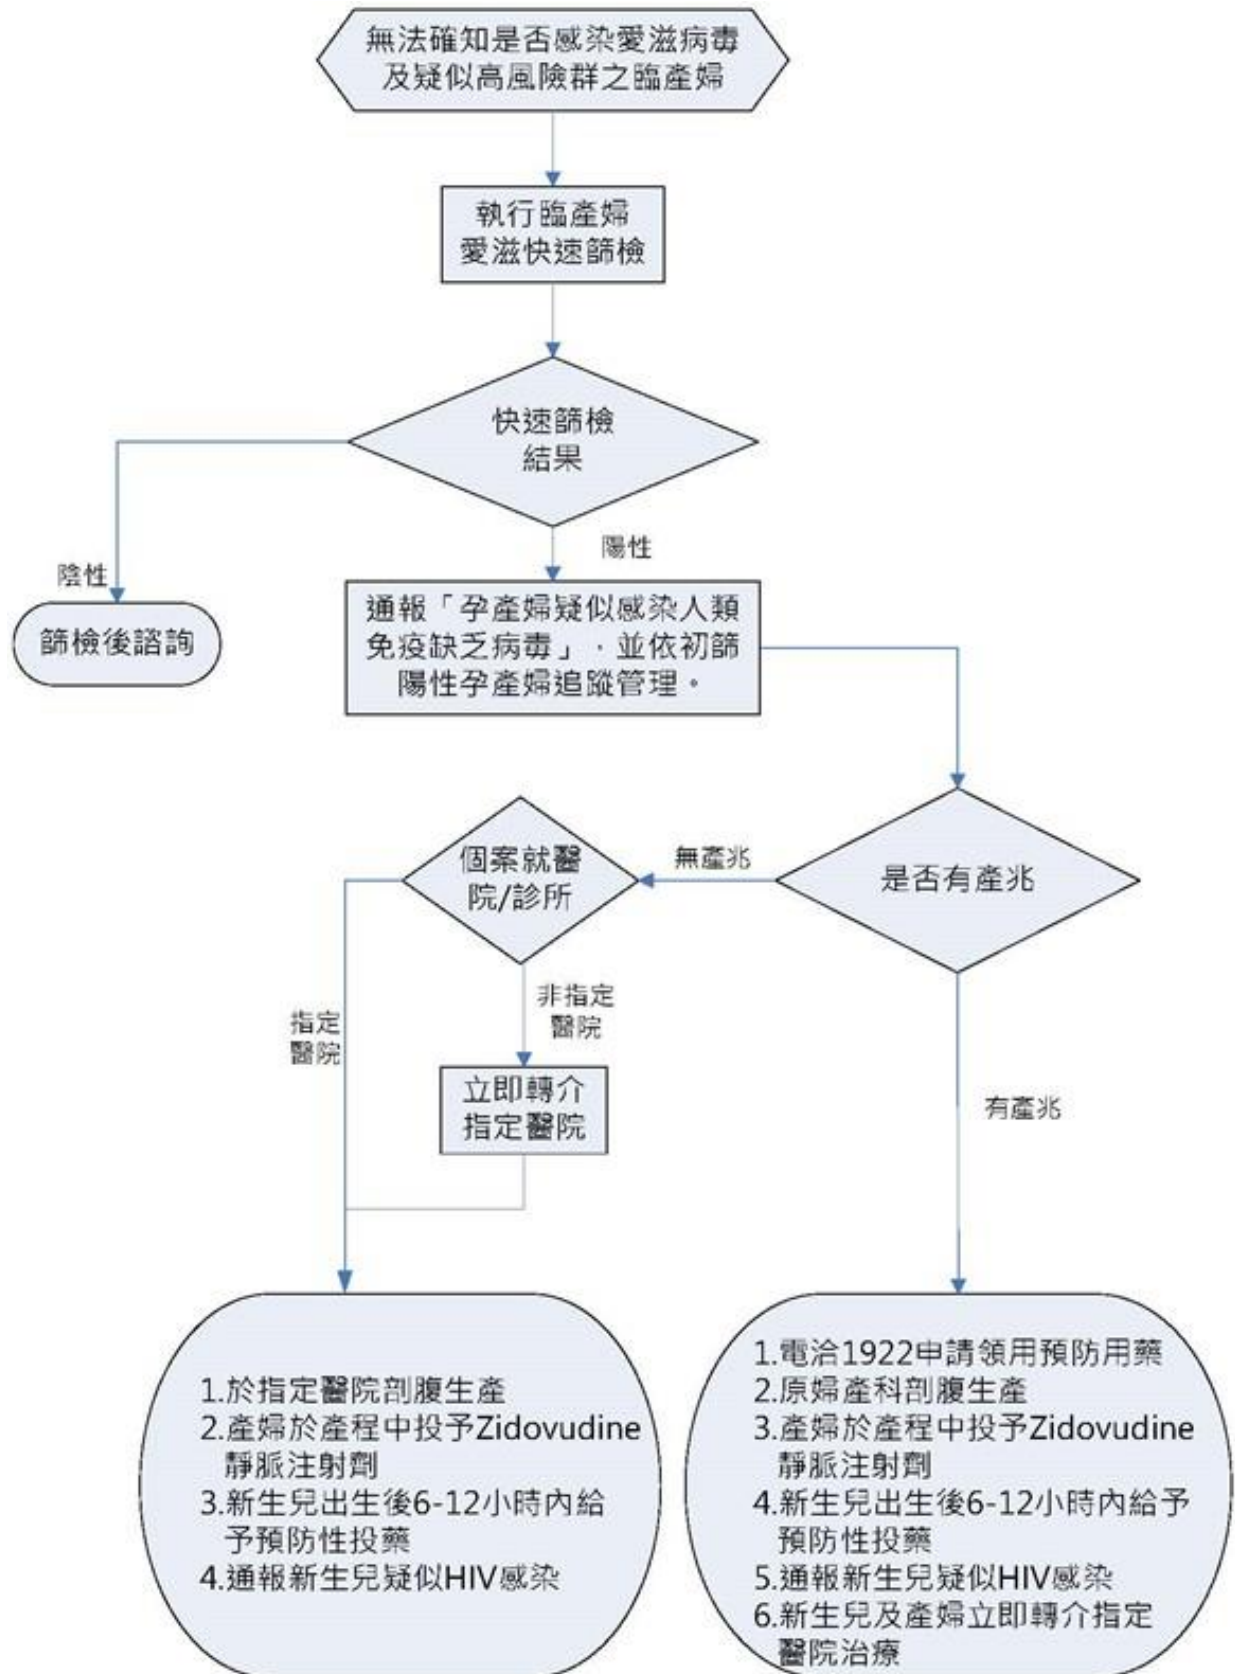 無法確知是否感染愛滋病毒
及疑似高風險群之臨產婦
執行臨產婦
愛滋快速篩檢
快速篩檢
結果
陰性
陽性
篩檢後諮詢
通報「孕產婦疑似感染人類
免疫缺乏病毒」，並依初篩
陽性孕產婦追蹤管理。
是否有產兆
無產兆
個案就醫
院/診所
指定
醫院
非指定
醫院
立即轉介
指定醫院
有產兆
1.於指定醫院剖腹生產
2.產婦於產程中投予Zidovudine
靜脈注射劑
3.新生兒出生後6-12小時內給
予預防性投藥
4.通報新生兒疑似HIV感染
1.電洽1922申請領用預防用藥
2.原婦產科剖腹生產
3.產婦於產程中投予Zidovudine
靜脈注射劑
4.新生兒出生後6-12小時內給予
預防性投藥
5.通報新生兒疑似HIV感染
6.新生兒及產婦立即轉介指定
醫院治療